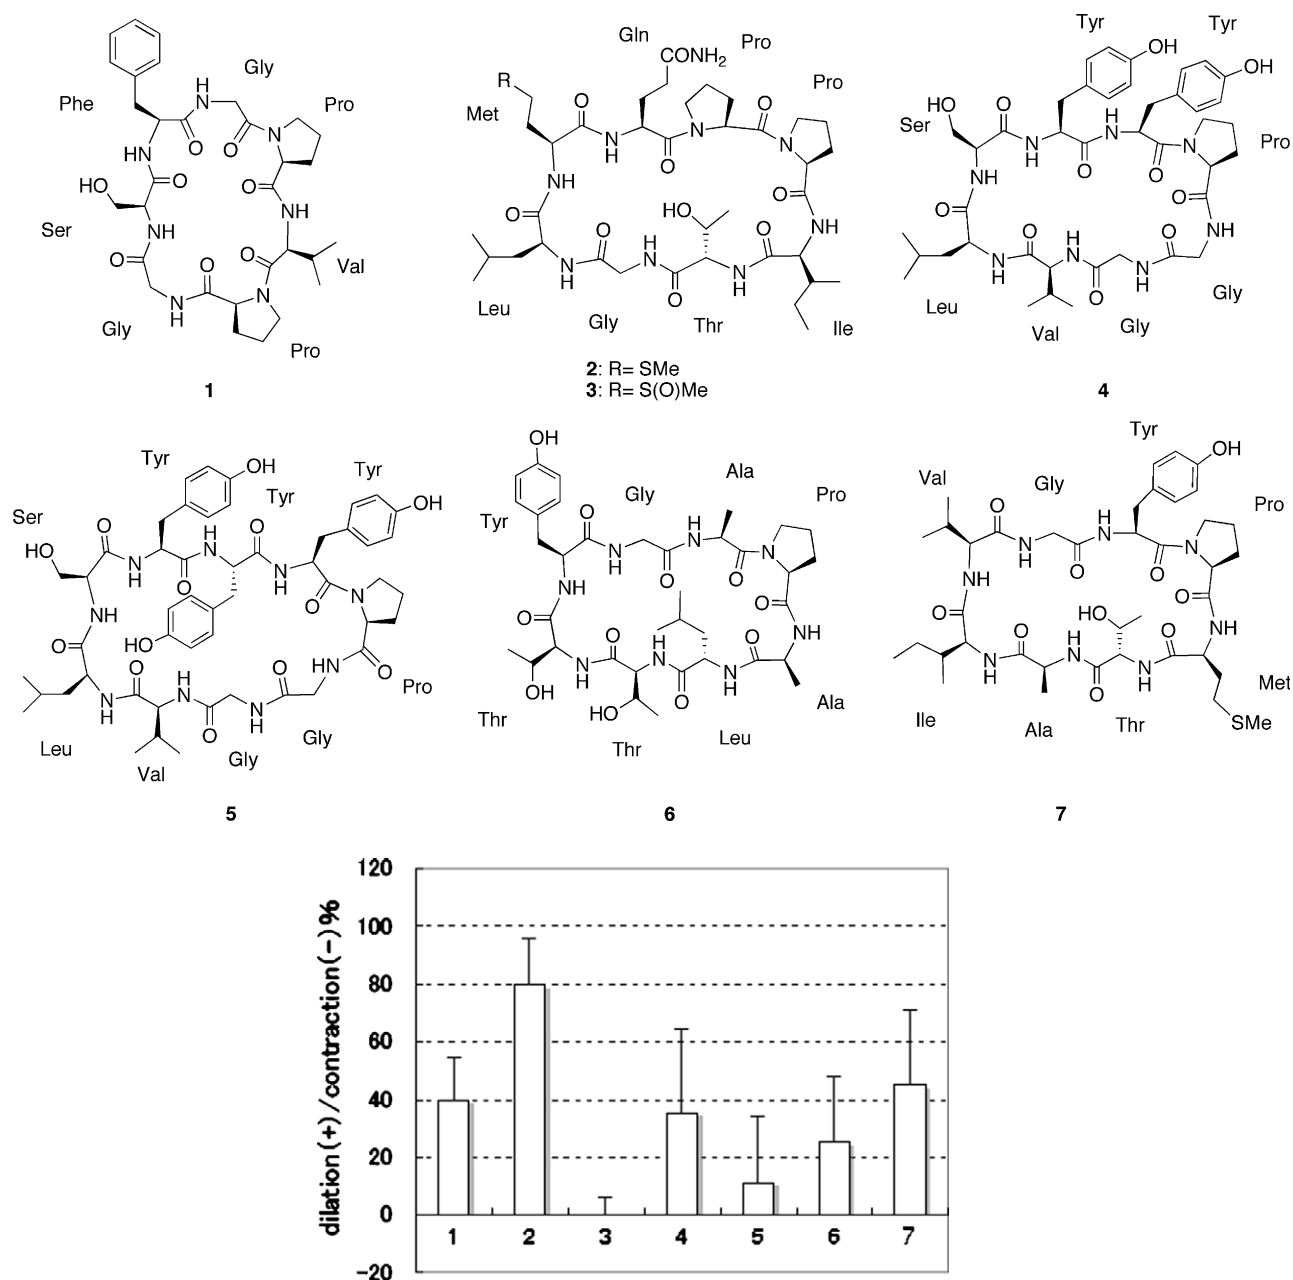 Phe
Gly
Pro
Ser
Val
Gly
Pro
H
N
O
O
N
HN
O
O
HO
NH
NH
O
O
O
N
N
H
1
Gln
CONH2
Pro
Pro
R
Met
O
N
H
O
N
O
N
O
NH
O
HO
NH
O
O
N
H
H
N
O
N
H
O
Leu
Gly
Thr
Ile
2: R= SMe
3: R= S(O)Me
Tyr
Tyr
OH
OH
HO
Ser
Pro
O
H
N
N
H
O
O
N
NH
O
O
NH
O
N
H
O
H
N
O
N
H
O
Leu
Val
Gly
Gly
4
Tyr
Tyr
Tyr
OH
OH
Ser
HO
O
H
N
O
N
H
O
N
H
O
N
NH
O
HO
O
HN
O
N
H
O
H
N
O
N
H
O
Leu
Val
Gly
Gly
Pro
5
OH
Tyr
Gly
Ala
Pro
O
N
H
O
H
N
O
N
NH
O
O
NH
O
N
H
OH
O
H
N
HO
O
N
H
O
Thr
Thr
Leu
Ala
6
Val
Gly
Tyr
OH
Pro
O
N
H
O
H
N
O
N
NH
O
O
NH
HO
O
N
H
O
H
N
O
N
H
O
SMe
Ile
Ala
Thr
Met
7
dilation(+)/contraction(-)%
120
100
80
60
40
20
0
-20
1 2 3 4 5 6 7